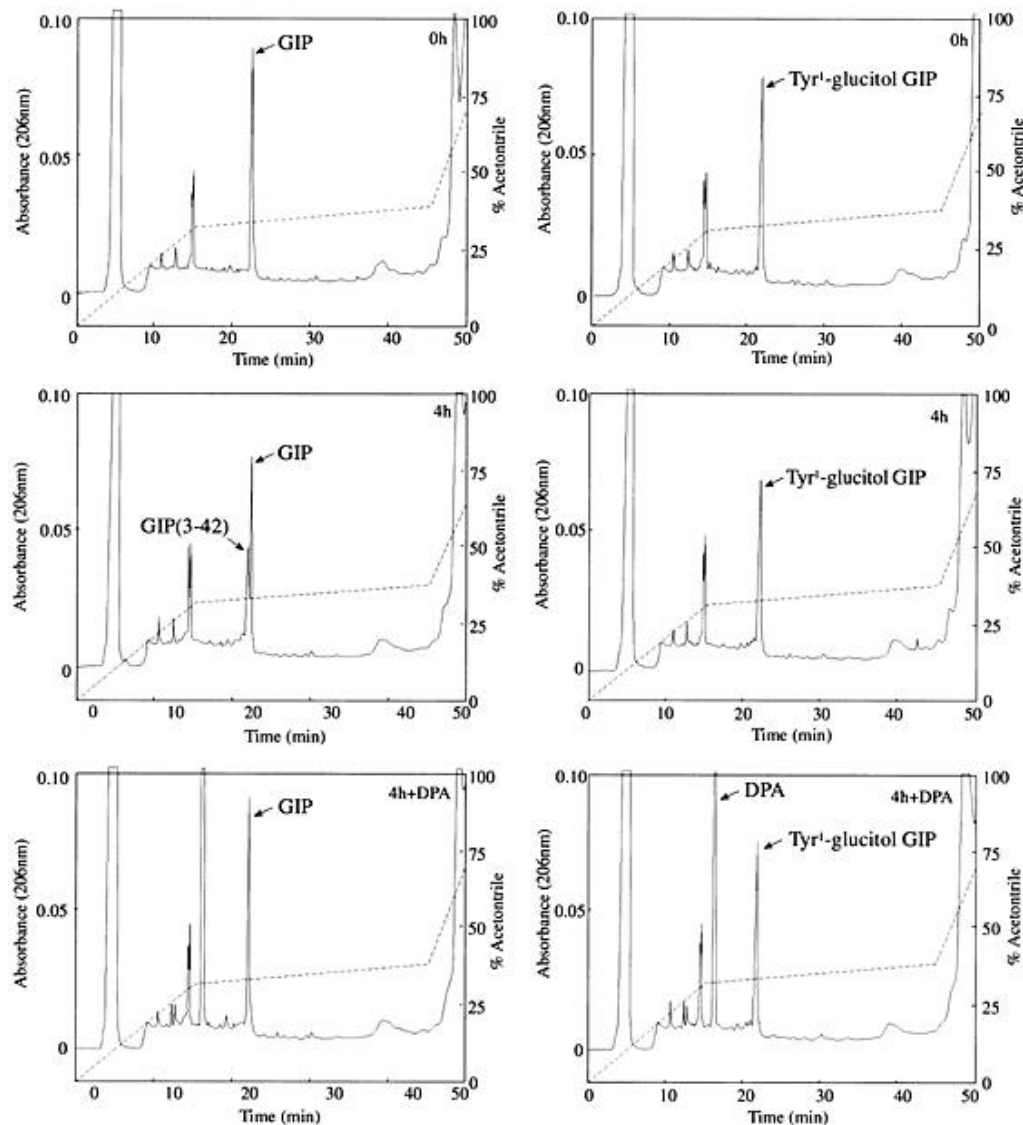 0.10
100
0h
GIP
75
Absorbance (206nm)
0.05
50
% Acetontrile
25
0
0
0
10
20
30
40
50
Time (min)
0.10
100
0h
Tyr¹-glucitol GIP
75
Absorbance (206nm)
0.05
50
% Acetontrile
25
0
0
0
10
20
30
40
50
Time (min)
0.10
100
4h
GIP
75
Absorbance (206nm)
GIP(3-42)
0.05
50
% Acetontrile
25
0
0
0
10
20
30
40
50
Time (min)
0.10
100
4h
Tyr¹-glucitol GIP
75
Absorbance (206nm)
0.05
50
% Acetontrile
25
0
0
0
10
20
30
40
50
Time (min)
0.10
100
4h+DPA
GIP
75
Absorbance (206nm)
0.05
50
% Acetontrile
25
0
0
0
10
20
30
40
50
Time (min)
0.10
100
DPA
4h+DPA
Tyr¹-glucitol GIP
75
Absorbance (206nm)
0.05
50
% Acetontrile
25
0
0
0
10
20
30
40
50
Time (min)